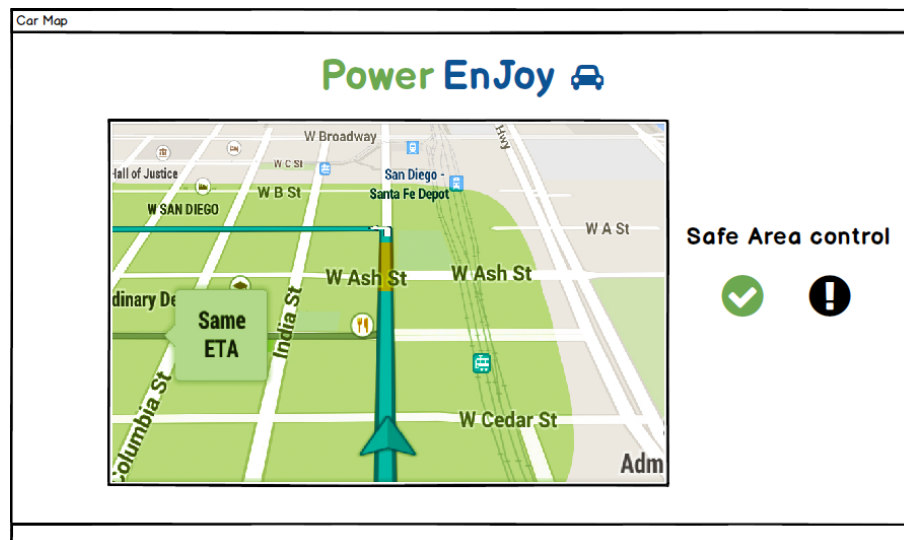 Car Map
Power EnJoy
W Broadway
Hwy
Hall of Justice
W C St
San Diego -
Santa Fe Depot
W B St
W SAN DIEGO
W A St
Safe Area control
W Ash St
W Ash St
dinary De
Same
ETA
India St
Columbia St
W Cedar St
Adm